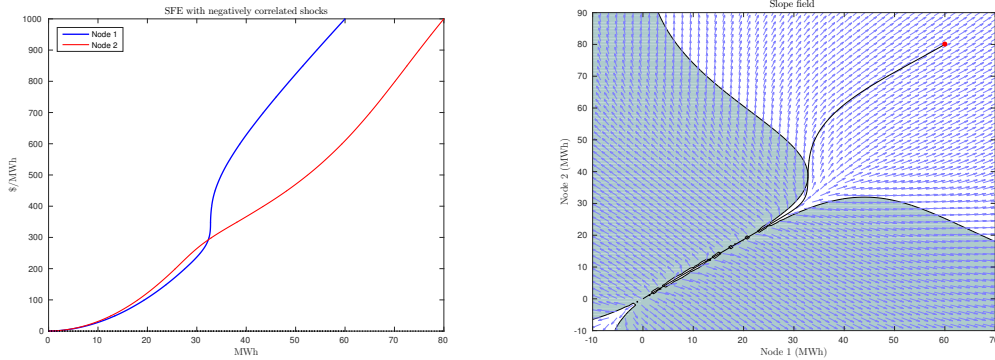 SFE with negatively correlated shocks
1000
900
800
700
600
500
400
300
200
100
0
$/MWh
Node 1
Node 2
0 10 20 30 40 50 60 70 80
MWh
Slope field
90
80
70
60
50
40
30
20
10
0
-10
Node 2 (MWh)
-10 0 10 20 30 40 50 60 70
Node 1 (MWh)